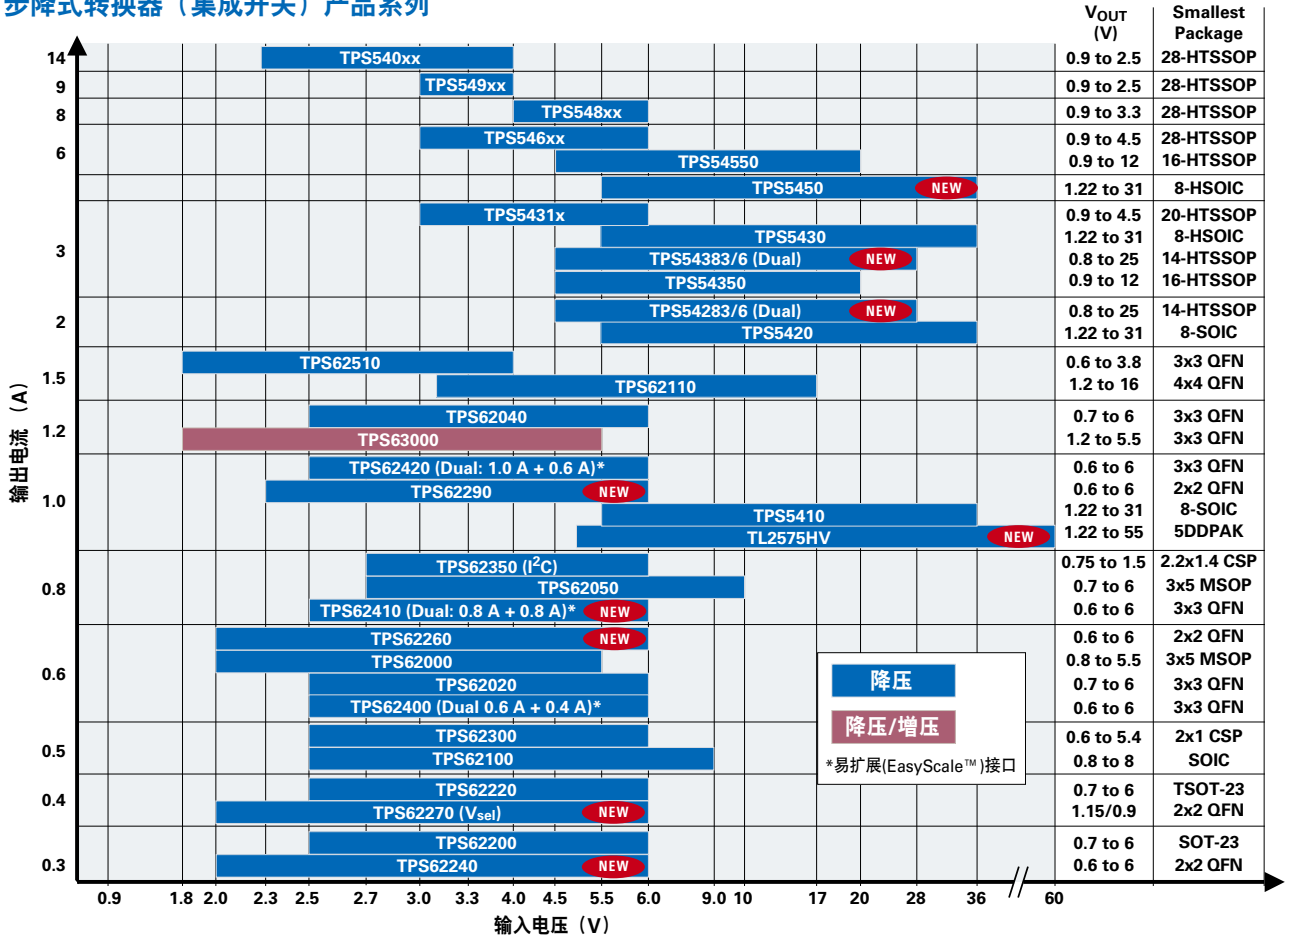 步降式转换器（集成开关）产品系列
VOUT (V)
Smallest Package
14 TPS540xx 0.9 to 2.5 28-HTSSOP
9 TPS549xx 0.9 to 2.5 28-HTSSOP
8 TPS548xx 0.9 to 3.3 28-HTSSOP
6 TPS546xx 0.9 to 4.5 28-HTSSOP
TPS54550 0.9 to 12 16-HTSSOP
TPS5450 NEW 1.22 to 31 8-HSOIC
3 TPS5431x 0.9 to 4.5 20-HTSSOP
TPS5430 1.22 to 31 8-HSOIC
TPS54383/6 (Dual) NEW 0.8 to 25 14-HTSSOP
TPS54350 0.9 to 12 16-HTSSOP
2 TPS54283/6 (Dual) NEW 0.8 to 25 14-HTSSOP
TPS5420 1.22 to 31 8-SOIC
1.5 TPS62510 0.6 to 3.8 3x3 QFN
TPS62110 1.2 to 16 4x4 QFN
1.2 TPS62040 0.7 to 6 3x3 QFN
TPS63000 1.2 to 5.5 3x3 QFN
1.0 TPS62420 (Dual: 1.0 A + 0.6 A)* 0.6 to 6 3x3 QFN
TPS62290 NEW 0.6 to 6 2x2 QFN
TPS5410 1.22 to 31 8-SOIC
TL2575HV NEW 1.22 to 55 5DDPAK
0.8 TPS62350 (I²C) 0.75 to 1.5 2.2x1.4 CSP
TPS62050 0.7 to 6 3x5 MSOP
TPS62410 (Dual: 0.8 A + 0.8 A)* NEW 0.6 to 6 3x3 QFN
0.6 TPS62260 NEW 0.6 to 6 2x2 QFN
TPS62000 0.8 to 5.5 3x5 MSOP
TPS62020 0.7 to 6 3x3 QFN
TPS62400 (Dual 0.6 A + 0.4 A)* 0.6 to 6 3x3 QFN
0.5 TPS62300 0.6 to 5.4 2x1 CSP
TPS62100 0.8 to 8 SOIC
0.4 TPS62220 0.7 to 6 TSOT-23
TPS62270 (Vsel) NEW 1.15/0.9 2x2 QFN
0.3 TPS62200 0.7 to 6 SOT-23
TPS62240 NEW 0.6 to 6 2x2 QFN
降压
降压/增压
*易扩展(EasyScale™)接口
0.9 1.8 2.0 2.3 2.5 2.7 3.0 3.3 4.0 4.5 5.5 6.0 9.0 10 17 20 28 36 60
输入电压（V）
输出电流（A）